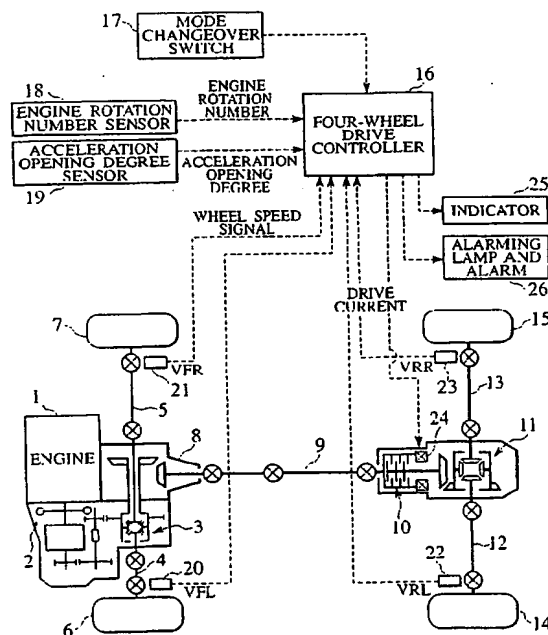 17
MODE
CHANGEOVER
SWITCH
16
18
ENGINE ROTATION
NUMBER SENSOR
ENGINE
ROTATION
NUMBER
FOUR-WHEEL
DRIVE
CONTROLLER
ACCELERATION
OPENING DEGREE
SENSOR
19
ACCELERATION
OPENING
DEGREE
25
INDICATOR
WHEEL SPEED
SIGNAL
ALARMING
LAMP AND
ALARM
26
DRIVE
CURRENT
7
15
VFR
21
VRR
23
1
5
13
8
24
11
9
ENGINE
10
3
2
4
20
12
22
VFL
VRL
6
14